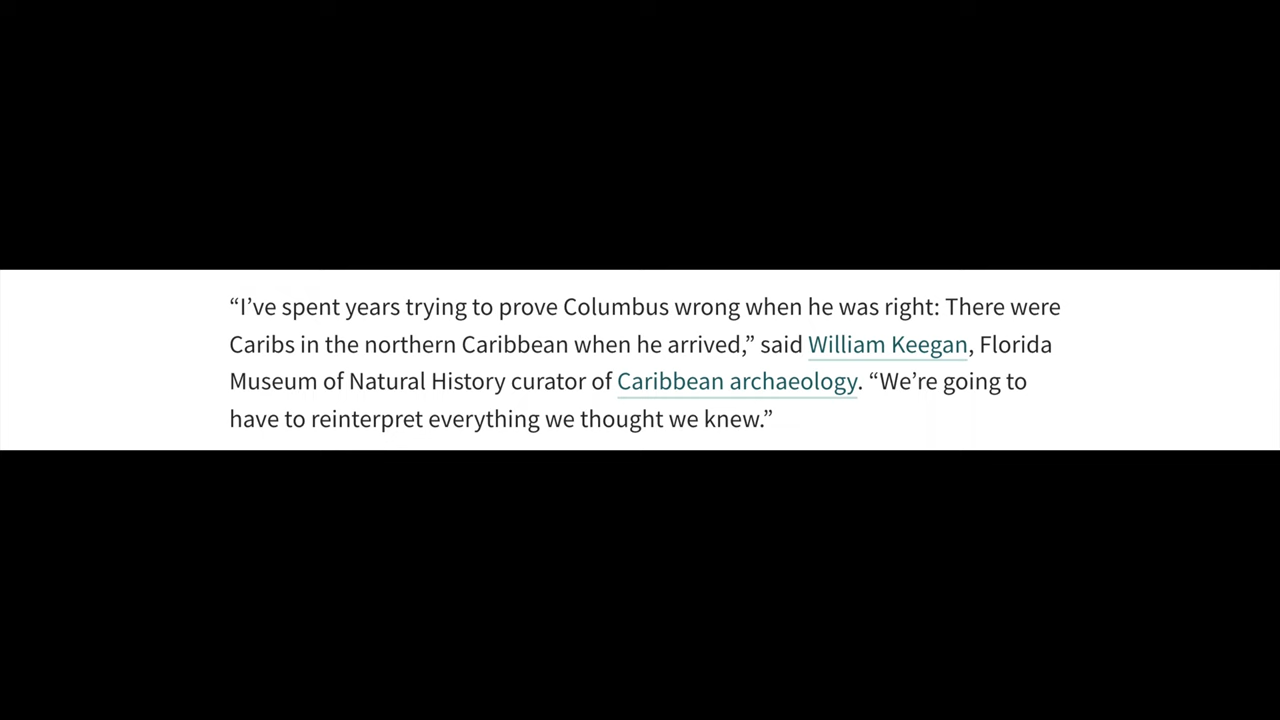 “I’ve spent years trying to prove Columbus wrong when he was right: There were
Caribs in the northern Caribbean when he arrived,” said William Keegan, Florida
Museum of Natural History curator of Caribbean archaeology. “We’re going to
have to reinterpret everything we thought we knew.”